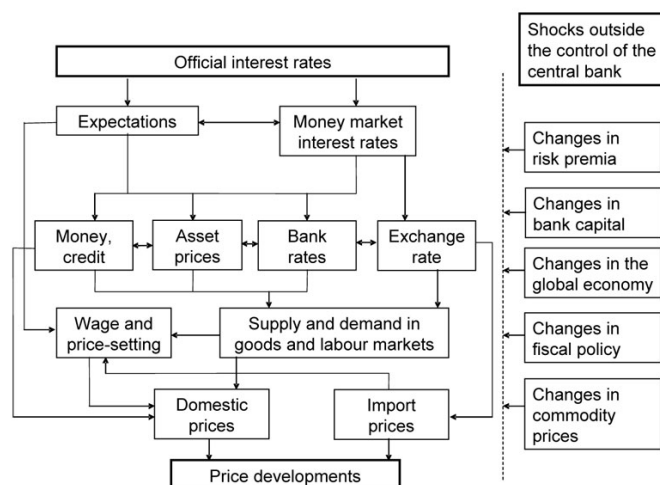 Official interest rates
Shocks outside
the control of the
central bank
Expectations
Money market
interest rates
Changes in
risk premia
Changes in
bank capital
Money,
credit
Asset
prices
Bank
rates
Exchange
rate
Changes in the
global economy
Wage and
price-setting
Supply and demand in
goods and labour markets
Changes in
fiscal policy
Domestic
prices
Import
prices
Changes in
commodity
prices
Price developments